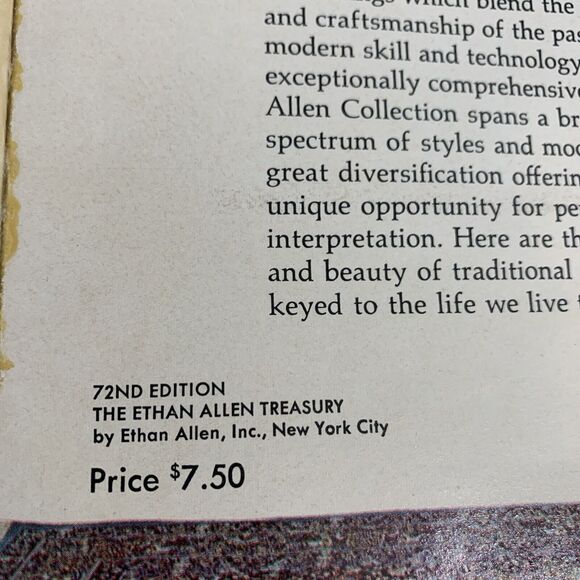 which blend the
and craftsmanship of the pas
modern skill and technology
exceptionally comprehensive
Allen Collection spans a br
spectrum of styles and mod
great diversification offerin
unique opportunity for pe
interpretation. Here are th
and beauty of traditional
keyed to the life we live
72ND EDITION
THE ETHAN ALLEN TREASURY
by Ethan Allen, Inc., New York City
Price $7.50